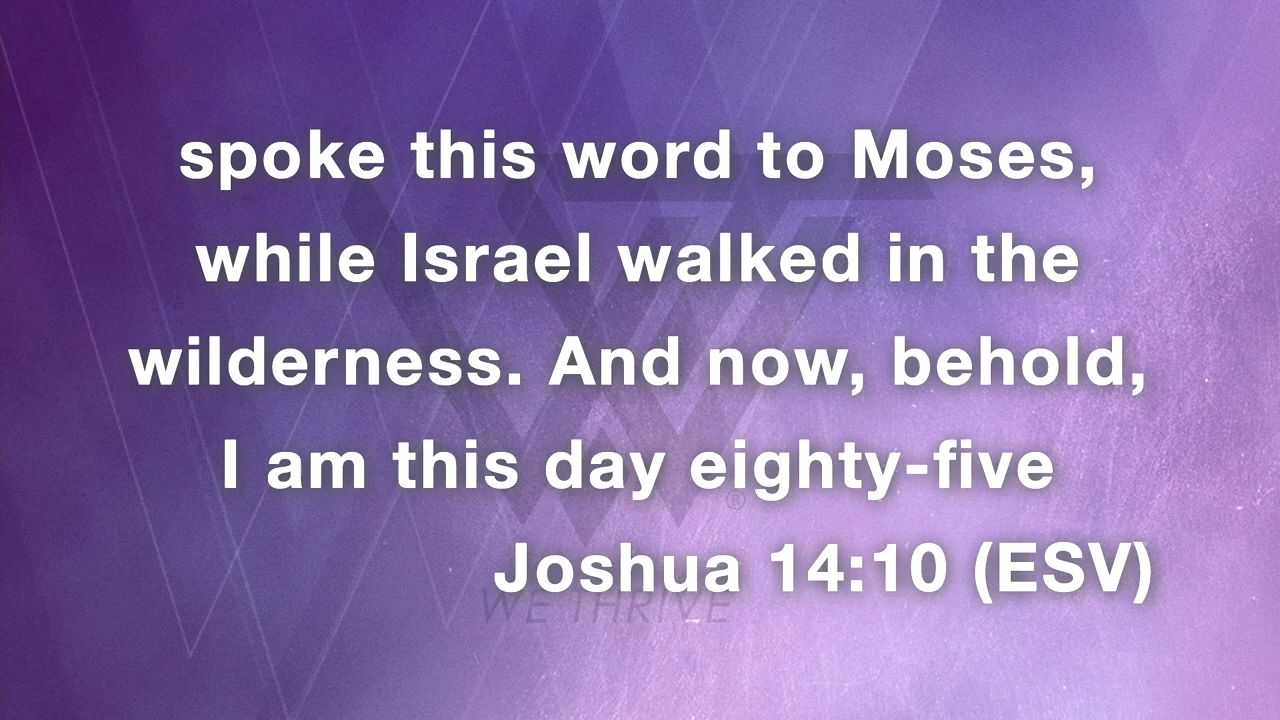 spoke this word to Moses,
while Israel walked in the
wilderness. And now, behold,
I am this day eighty-five
Joshua 14:10 (ESV)
WE THRIVE
®